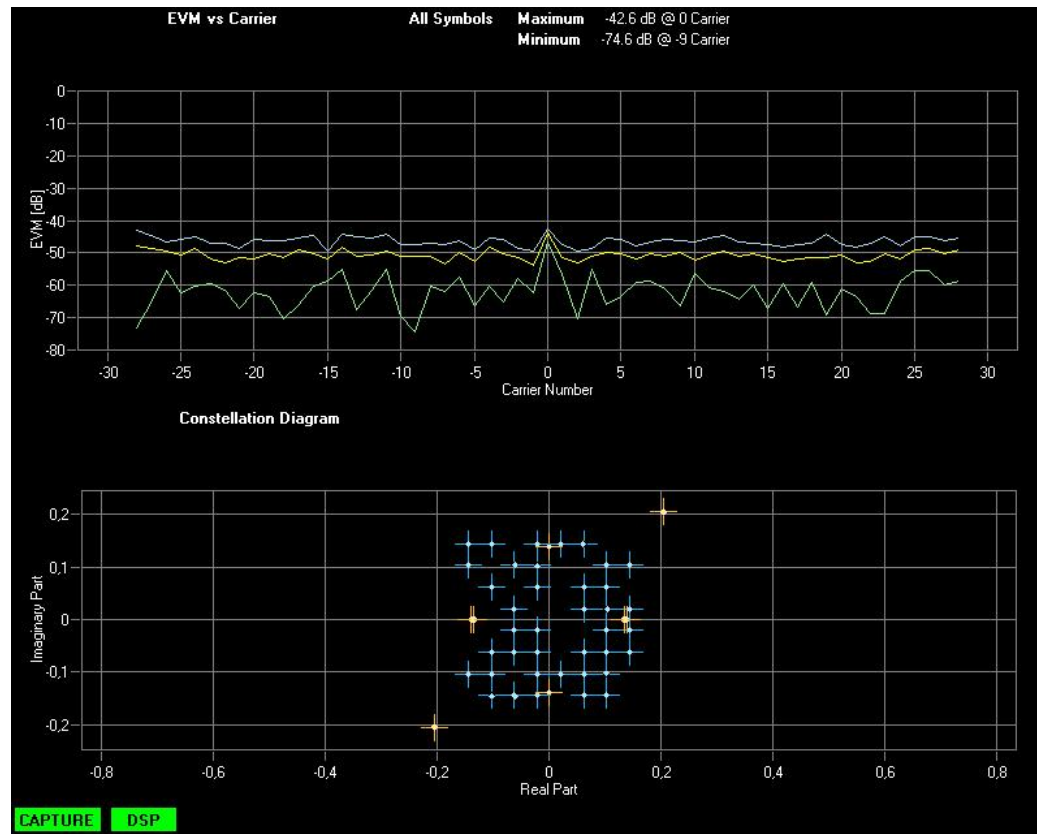 EVM vs Carrier All Symbols Maximum -42.6 dB @ 0 Carrier
Minimum -74.6 dB @ -9 Carrier
0
-10
-20
-30
-40
-50
-60
-70
-80
EVM [dB]
-30 -25 -20 -15 -10 -5 0 5 10 15 20 25 30
Carrier Number
Constellation Diagram
0,2
0,1
0
-0,1
-0,2
Imaginary Part
-0,8 -0,6 -0,4 -0,2 0 0,2 0,4 0,6 0,8
Real Part
CAPTURE DSP